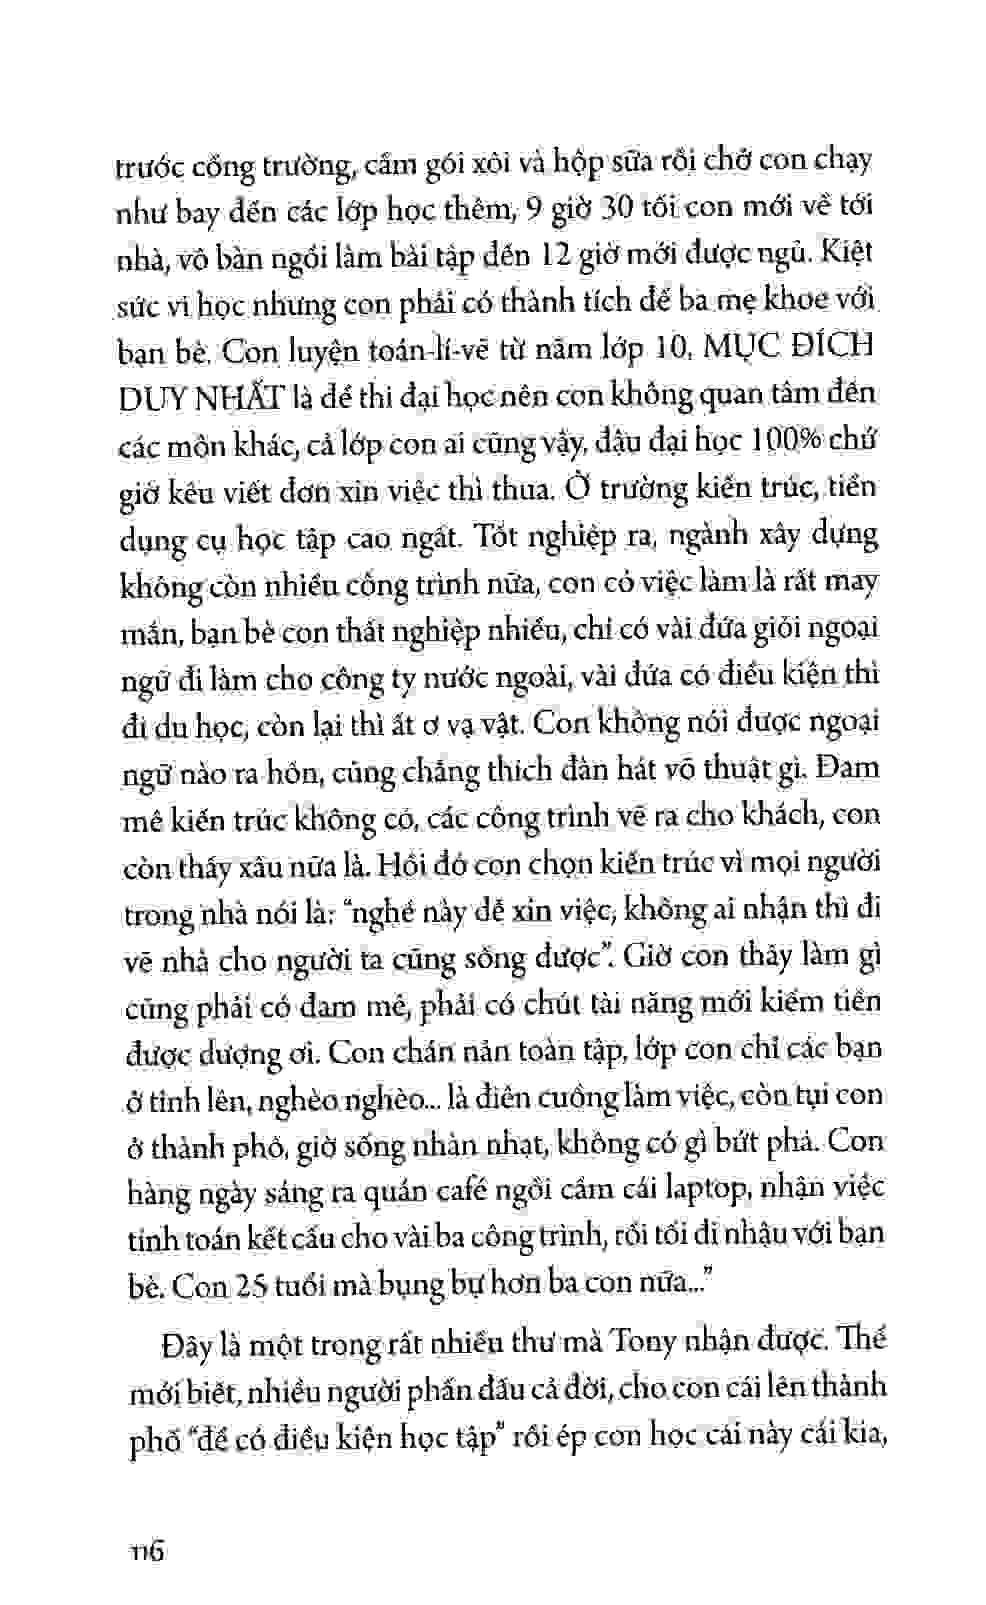 trước cổng trường, cầm gói xôi và hộp sữa rồi chở con chạy
như bay đến các lớp học thêm, 9 giờ 30 tối con mới về tới
nhà, vô bàn ngồi làm bài tập đến 12 giờ mới được ngủ. Kiệt
sức vì học nhưng con phải có thành tích để ba mẹ khoe với
bạn bè. Con luyện toán-lí-vẽ từ năm lớp 10, MỤC ĐÍCH
DUY NHẤT là để thi đại học nên con không quan tâm đến
các môn khác, cả lớp con ai cũng vậy, đậu đại học 100% chứ
giờ kêu viết đơn xin việc thì thua. Ở trường kiến trúc, tiền
dụng cụ học tập cao ngất. Tốt nghiệp ra, ngành xây dựng
không còn nhiều công trình nữa, con có việc làm là rất may
mắn, bạn bè con thất nghiệp nhiều, chỉ có vài đứa giỏi ngoại
ngữ đi làm cho công ty nước ngoài, vài đứa có điều kiện thì
đi du học, còn lại thì ất ơ vạ vật. Con không nói được ngoại
ngữ nào ra hồn, cũng chẳng thích đàn hát võ thuật gì. Đam
mê kiến trúc không có, các công trình vẽ ra cho khách, con
còn thấy xấu nữa là. Hồi đó con chọn kiến trúc vì mọi người
trong nhà nói là: “nghề này dễ xin việc, không ai nhận thì đi
vẽ nhà cho người ta cũng sống được”. Giờ con thấy làm gì
cũng phải có đam mê, phải có chút tài năng mới kiếm tiền
được dượng ơi. Con chán nản toàn tập, lớp con chỉ các bạn
ở tỉnh lên, nghèo nghèo... là điên cuồng làm việc, còn tụi con
ở thành phố, giờ sống nhàn nhạt, không có gì bứt phá. Con
hàng ngày sáng ra quán café ngồi cắm cái laptop, nhận việc
tính toán kết cấu cho vài ba công trình, rồi tối đi nhậu với bạn
bè. Con 25 tuổi mà bụng bự hơn ba con nữa...”
Đây là một trong rất nhiều thư mà Tony nhận được. Thế
mới biết, nhiều người phấn đấu cả đời, cho con cái lên thành
phố “để có điều kiện học tập” rồi ép con học cái này cái kia,
116